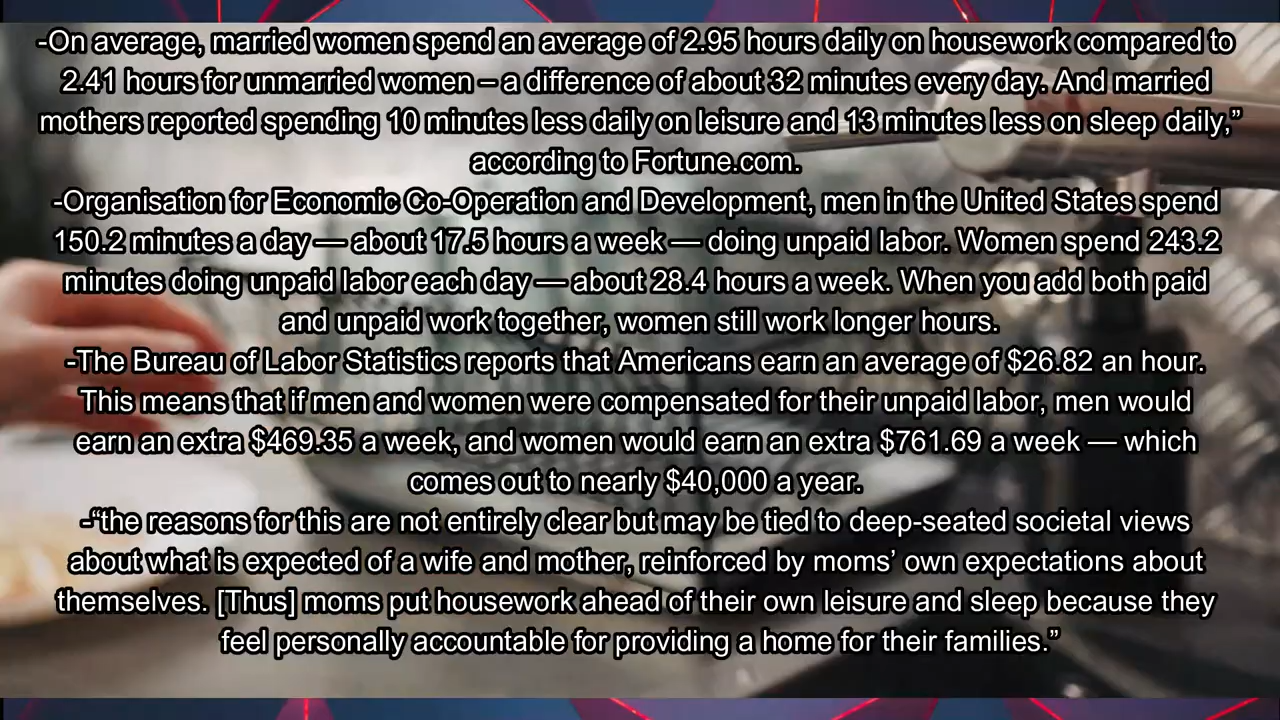 -On average, married women spend an average of 2.95 hours daily on housework compared to
2.41 hours for unmarried women – a difference of about 32 minutes every day. And married
mothers reported spending 10 minutes less daily on leisure and 13 minutes less on sleep daily,”
according to Fortune.com.
-Organisation for Economic Co-Operation and Development, men in the United States spend
150.2 minutes a day — about 17.5 hours a week — doing unpaid labor. Women spend 243.2
minutes doing unpaid labor each day — about 28.4 hours a week. When you add both paid
and unpaid work together, women still work longer hours.
-The Bureau of Labor Statistics reports that Americans earn an average of $26.82 an hour.
This means that if men and women were compensated for their unpaid labor, men would
earn an extra $469.35 a week, and women would earn an extra $761.69 a week — which
comes out to nearly $40,000 a year.
-“the reasons for this are not entirely clear but may be tied to deep-seated societal views
about what is expected of a wife and mother, reinforced by moms’ own expectations about
themselves. [Thus] moms put housework ahead of their own leisure and sleep because they
feel personally accountable for providing a home for their families.”